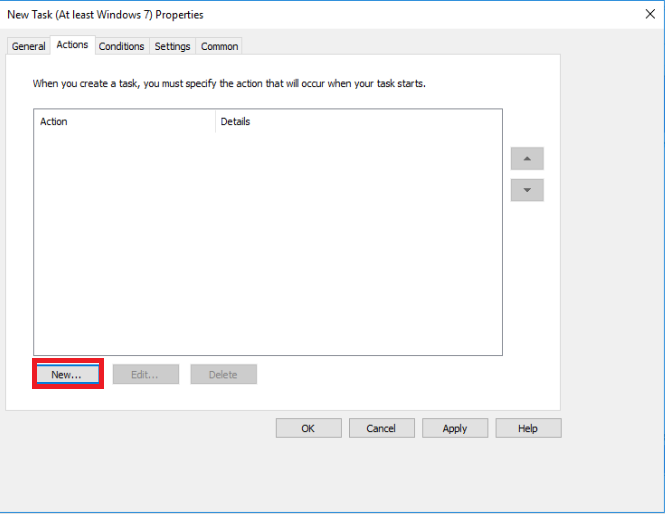 New Task (At least Windows 7) Properties
General Actions Conditions Settings Common
When you create a task, you must specify the action that will occur when your task starts.
Action Details
New... Edit... Delete
OK Cancel Apply Help